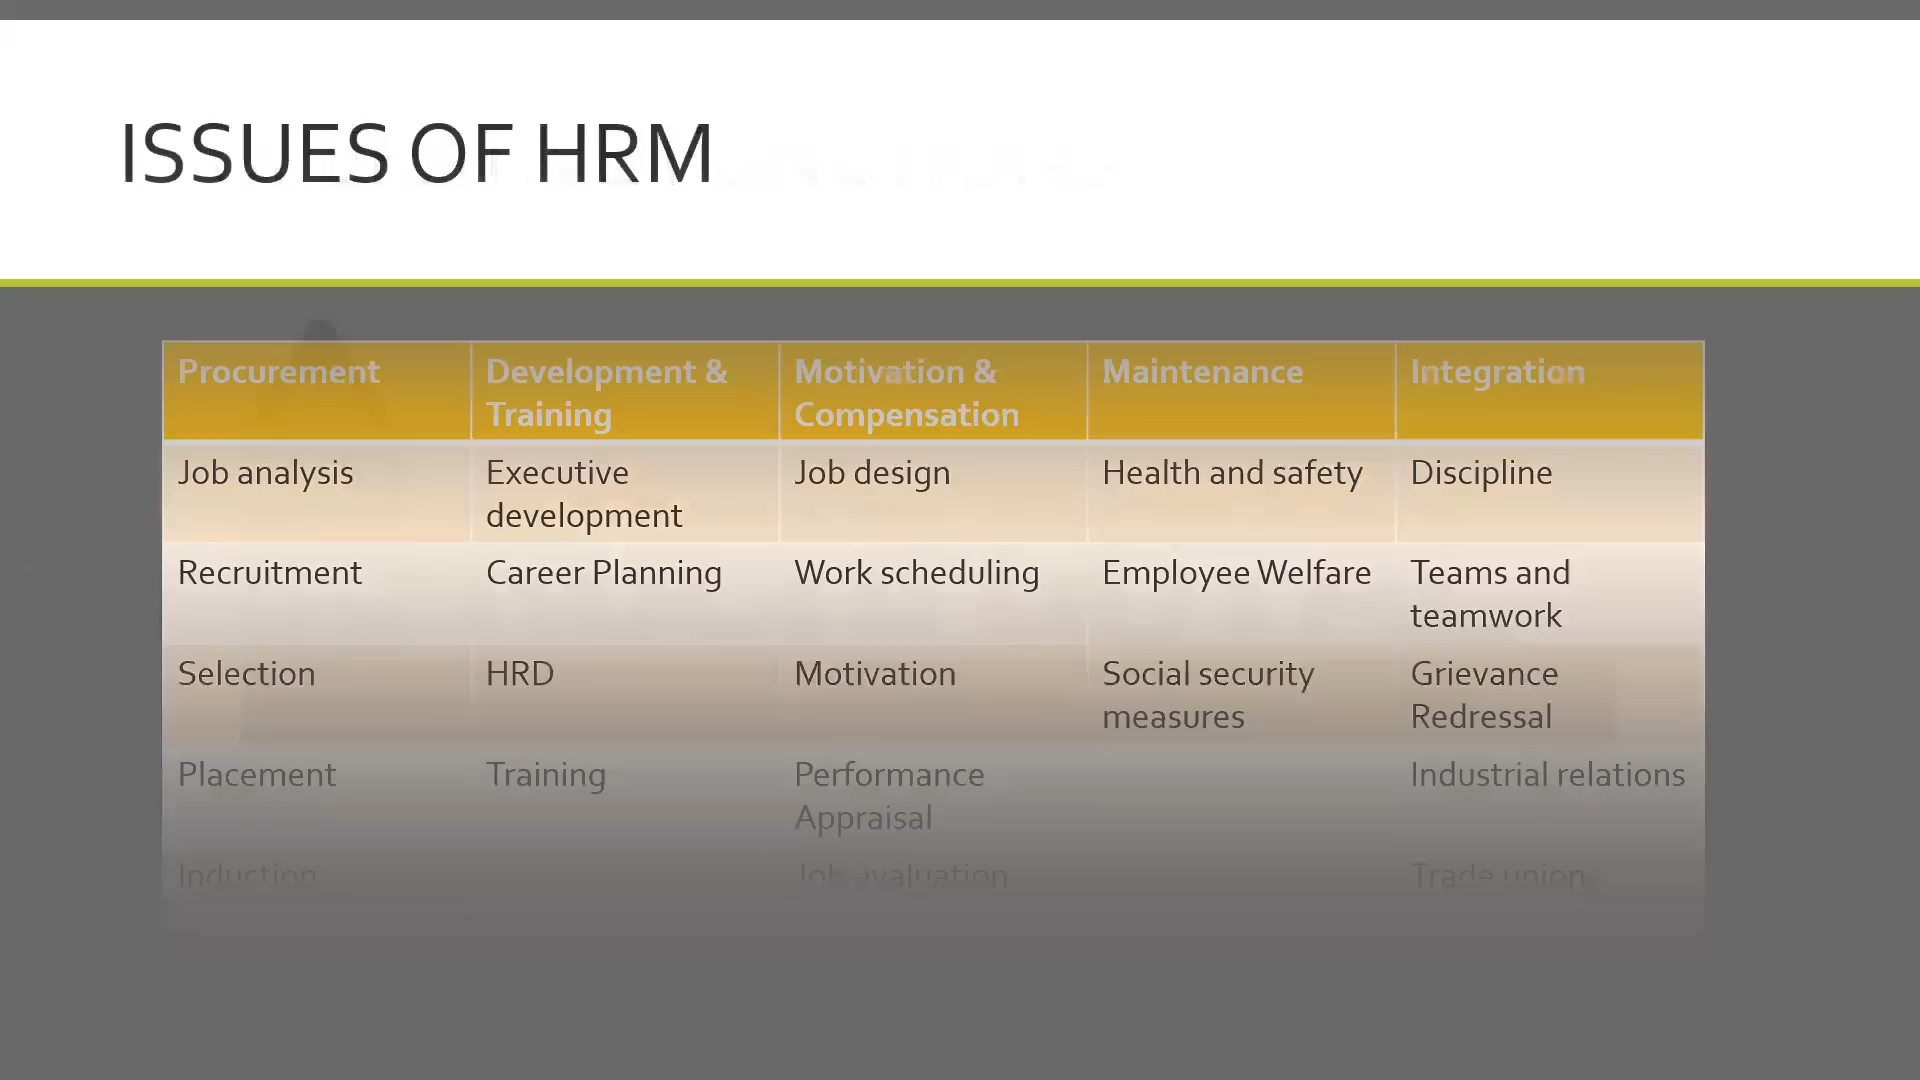 ISSUES OF HRM
Procurement
Development &
Training
Motivation &
Compensation
Maintenance
Integration
Job analysis
Executive
development
Job design
Health and safety
Discipline
Recruitment
Career Planning
Work scheduling
Employee Welfare
Teams and
teamwork
Selection
HRD
Motivation
Social security
measures
Grievance
Redressal
Placement
Training
Performance
Appraisal
Industrial relations
Induction
Job evaluation
Trade union